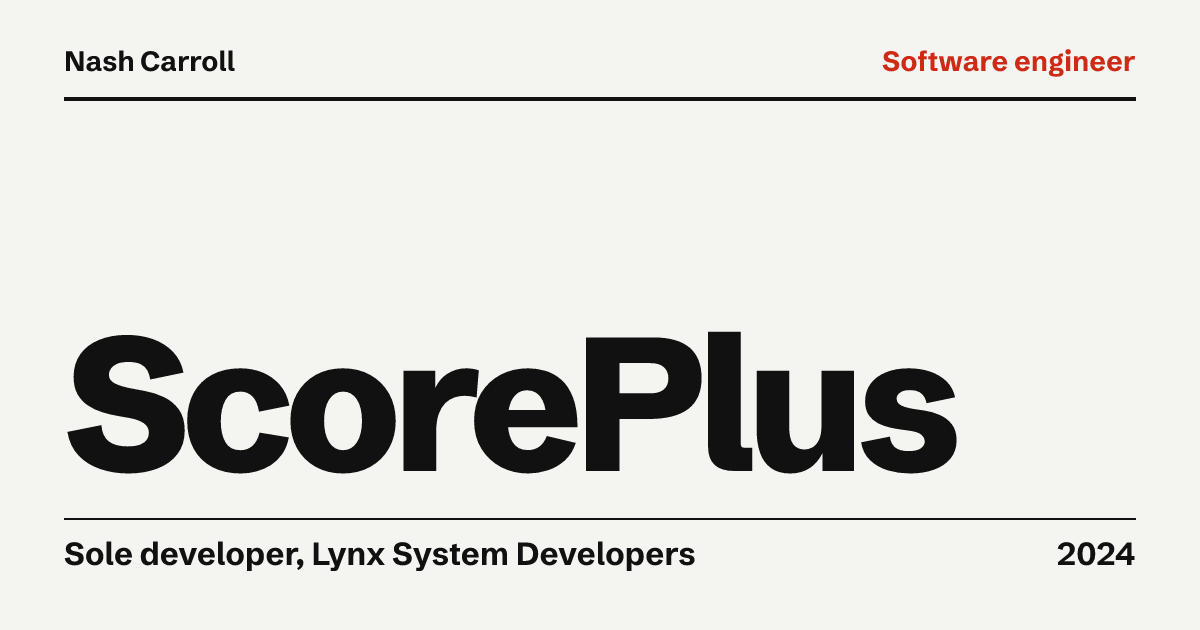 Nash Carroll
Software engineer
ScorePlus
Sole developer, Lynx System Developers
2024